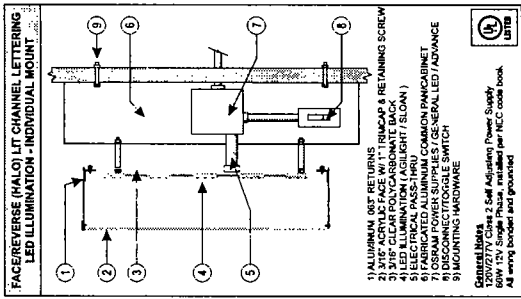 FACE/REVERSE (HALO) LIT CHANNEL LETTERING
LED ILLUMINATION - INDIVIDUAL MOUNT
1
2
3
4
5
6
7
8
9
1) ALUMINUM .063" RETURNS
2) 3/16" ACRYLIC FACE W/ 1" TRIMCAP & RETAINING SCREW
3) 3/16" CLEAR POLYCARBONATE BACK
4) LED ILLUMINATION ( AGILIGHT / SLOAN )
5) ELECTRICAL PASS-THRU
6) FABRICATED ALUMINUM COMMON PAN/CABINET
7) OSRAM POWER SUPPLIES / GENERAL LED / ADVANCE
8) DISCONNECT/TOGGLE SWITCH
9) MOUNTING HARDWARE
General Notes
120V/277V Class 2 Self Adjusting Power Supply
60W 12V Single Phase, installed per NEC code book
All wiring bonded and grounded
UL
LISTED